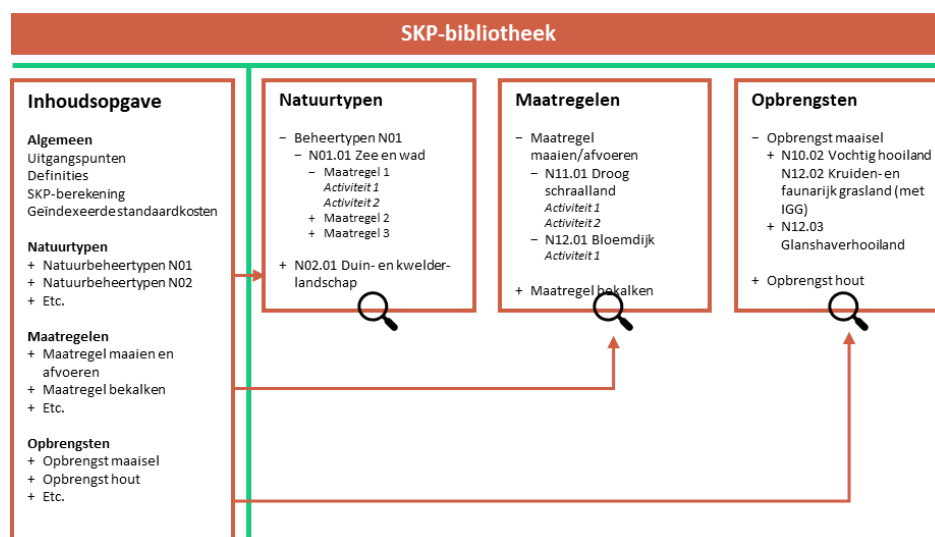 SKP-bibliotheek
Inhoudsopgave
Algemeen
Uitgangspunten
Definities
SKP-berekening
Geïndexeerde standaardkosten
Natuurtypen
+ Natuurbeheertypen N01
+ Natuurbeheertypen N02
+ Etc.
Maatregelen
+ Maatregel maaien en
afvoeren
+ Maatregel bekalken
+ Etc.
Opbrengsten
+ Opbrengst maaisel
+ Opbrengst hout
+ Etc.
Natuurtypen
− Beheertypen N01
− N01.01 Zee en wad
− Maatregel 1
Activiteit 1
Activiteit 2
+ Maatregel 2
+ Maatregel 3
+ N02.01 Duin- en kwelder-
landschap
Maatregelen
− Maatregel
maaien/afvoeren
− N11.01 Droog
schraalland
Activiteit 1
Activiteit 2
− N12.01 Bloemdijk
Activiteit 1
+ Maatregel bekalken
Opbrengsten
− Opbrengst maaisel
+ N10.02 Vochtig hooiland
N12.02 Kruiden- en
faunarijk grasland (met
IGG)
+ N12.03
Glanshaverhooiland
+ Opbrengst hout